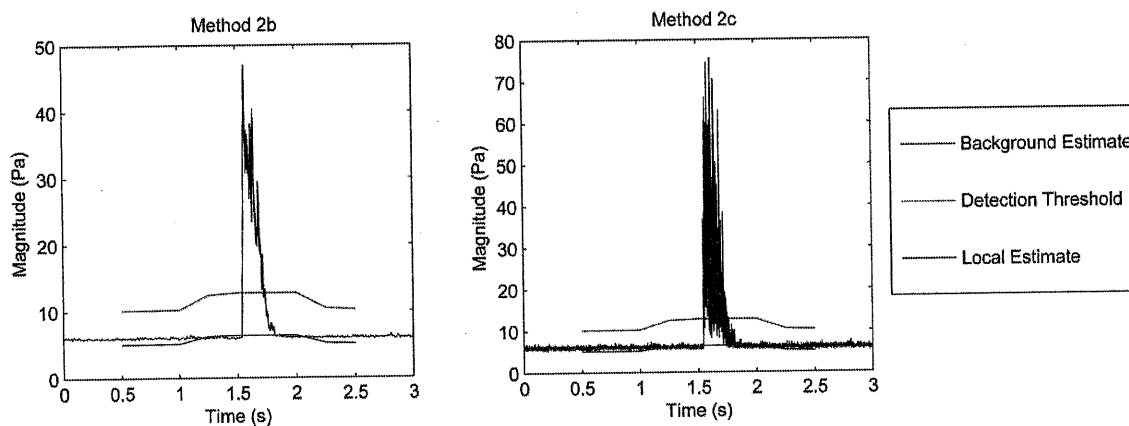 Method 2b
50
40
30
20
10
0
Magnitude (Pa)
0 0.5 1 1.5 2 2.5 3
Time (s)
Method 2c
80
70
60
50
40
30
20
10
0
Magnitude (Pa)
0 0.5 1 1.5 2 2.5 3
Time (s)
Background Estimate
Detection Threshold
Local Estimate